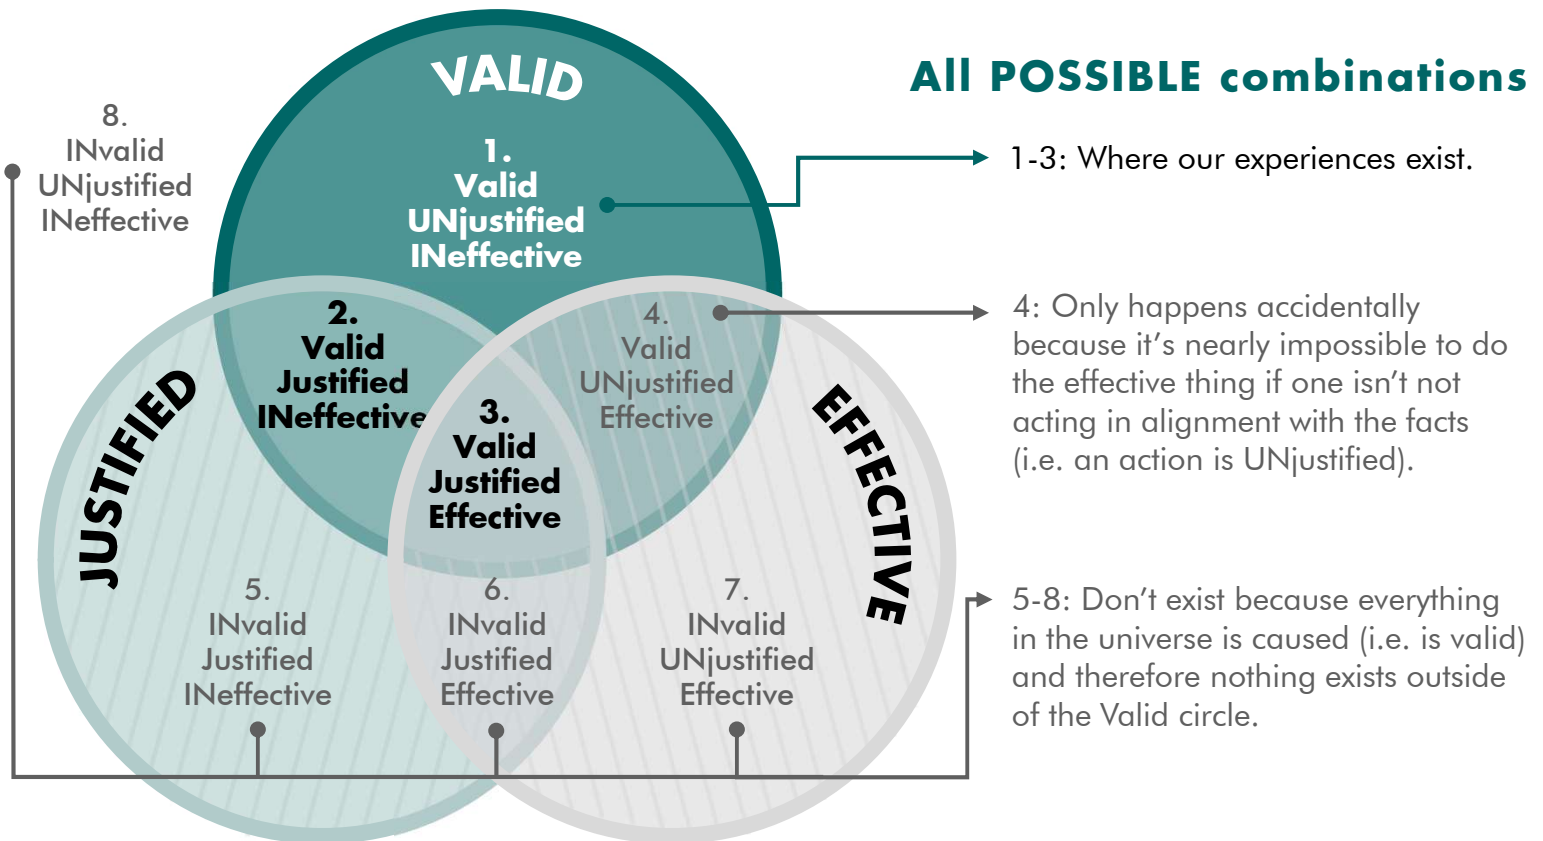 VALID
All POSSIBLE combinations
8.
INvalid
UNjustified
INeffective
1.
Valid
UNjustified
INeffective
1-3: Where our experiences exist.
2.
Valid
Justified
INeffective
4.
Valid
UNjustified
Effective
4: Only happens accidentally
because it’s nearly impossible to do
the effective thing if one isn’t not
acting in alignment with the facts
(i.e. an action is UNjustified).
JUSTIFIED
3.
Valid
Justified
Effective
EFFECTIVE
5.
INvalid
Justified
INeffective
6.
INvalid
Justified
Effective
7.
INvalid
UNjustified
Effective
5-8: Don’t exist because everything
in the universe is caused (i.e. is valid)
and therefore nothing exists outside
of the Valid circle.